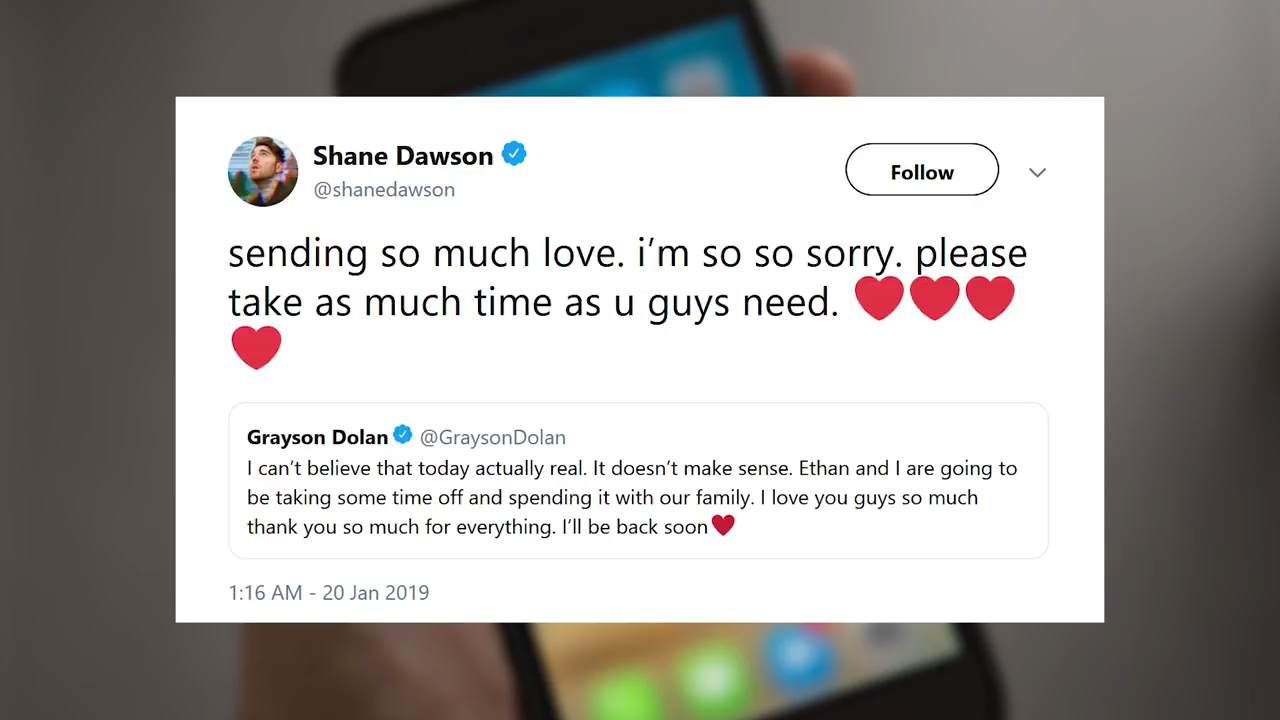 Shane Dawson
@shanedawson
Follow
sending so much love. i’m so so sorry. please
take as much time as u guys need. ❤️❤️❤️
❤️
Grayson Dolan @GraysonDolan
I can’t believe that today actually real. It doesn’t make sense. Ethan and I are going to
be taking some time off and spending it with our family. I love you guys so much
thank you so much for everything. I’ll be back soon❤️
1:16 AM - 20 Jan 2019